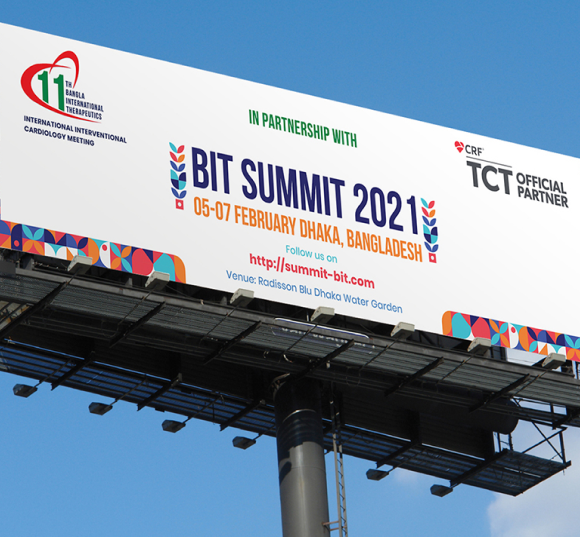 11TH
BANGLA
INTERNATIONAL
THERAPEUTICS
INTERNATIONAL INTERVENTIONAL
CARDIOLOGY MEETING
IN PARTNERSHIP WITH
CRF
TCT OFFICIAL
PARTNER
BIT SUMMIT 2021
05-07 FEBRUARY DHAKA, BANGLADESH
Follow us on
http://summit-bit.com
Venue: Radisson Blu Dhaka Water Garden